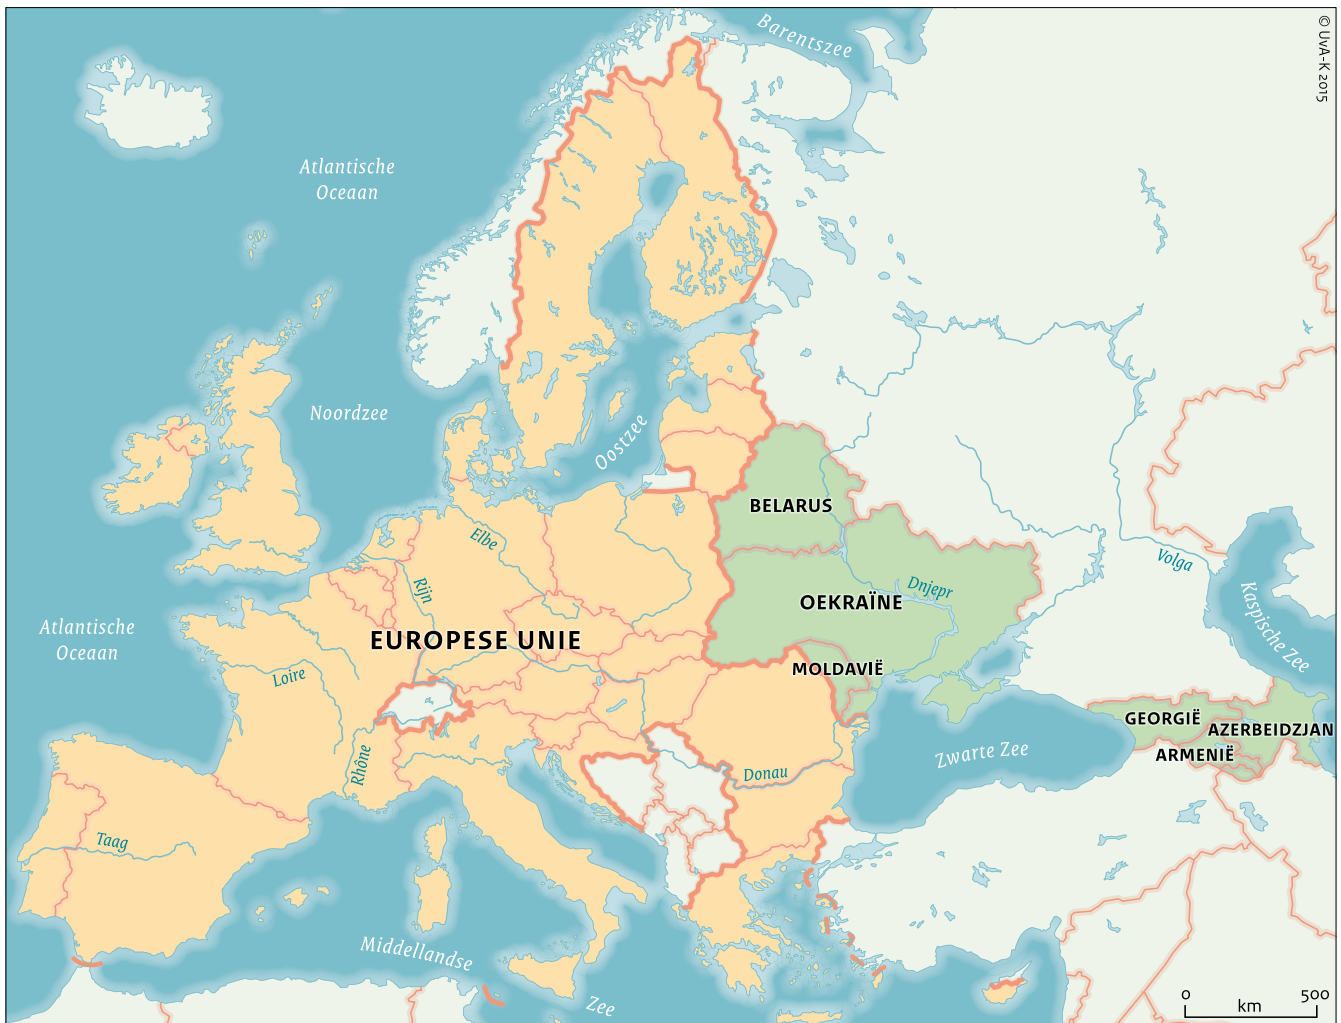 © UvA-K 2015
Barentszee
Atlantische
Oceaan
Noordzee
Oostzee
BELARUS
Elbe
Volga
Rijn
Dnjepr
OEKRAÏNE
Kaspische Zee
Atlantische
Oceaan
EUROPESE UNIE
MOLDAVIË
Loire
GEORGIË
AZERBEIDZJAN
ARMENIË
Zwarte Zee
Rhône
Donau
Taag
Middellandse
Zee
0 500
km